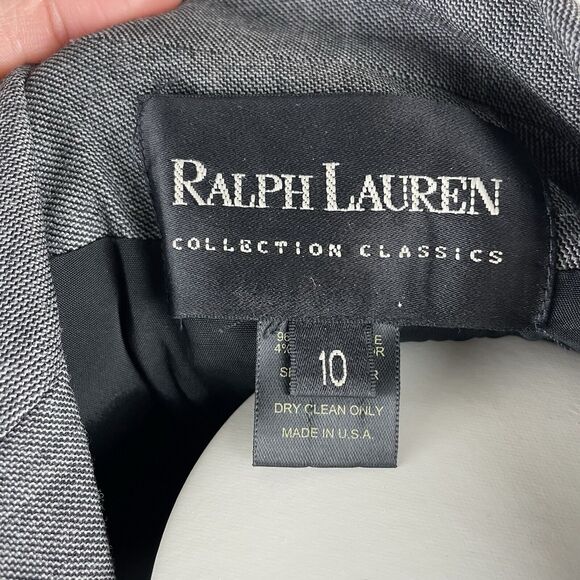 RALPH LAUREN
COLLECTION CLASSICS
10
DRY CLEAN ONLY
MADE IN U.S.A.